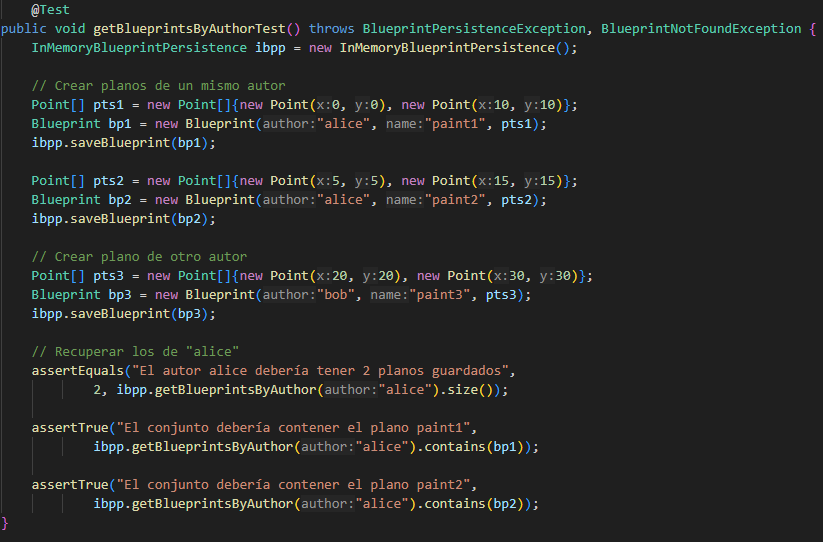 @Test
public void getBlueprintsByAuthorTest() throws BlueprintPersistenceException, BlueprintNotFoundException {
InMemoryBlueprintPersistence ibpp = new InMemoryBlueprintPersistence();
// Crear planos de un mismo autor
Point[] pts1 = new Point[]{new Point(x:0, y:0), new Point(x:10, y:10)};
Blueprint bp1 = new Blueprint(author:"alice", name:"paint1", pts1);
ibpp.saveBlueprint(bp1);
Point[] pts2 = new Point[]{new Point(x:5, y:5), new Point(x:15, y:15)};
Blueprint bp2 = new Blueprint(author:"alice", name:"paint2", pts2);
ibpp.saveBlueprint(bp2);
// Crear plano de otro autor
Point[] pts3 = new Point[]{new Point(x:20, y:20), new Point(x:30, y:30)};
Blueprint bp3 = new Blueprint(author:"bob", name:"paint3", pts3);
ibpp.saveBlueprint(bp3);
// Recuperar los de "alice"
assertEquals("El autor alice debería tener 2 planos guardados",
2, ibpp.getBlueprintsByAuthor(author:"alice").size());
assertTrue("El conjunto debería contener el plano paint1",
ibpp.getBlueprintsByAuthor(author:"alice").contains(bp1));
assertTrue("El conjunto debería contener el plano paint2",
ibpp.getBlueprintsByAuthor(author:"alice").contains(bp2));
}